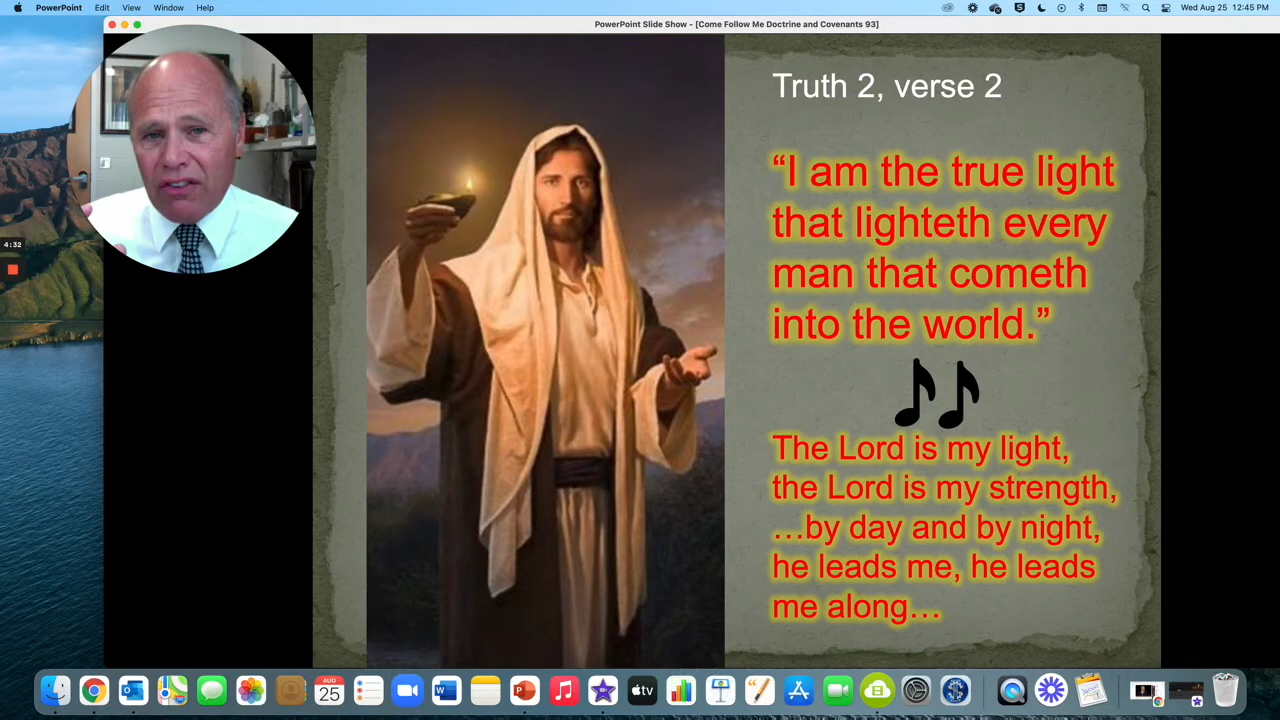 PowerPoint Edit View Window Help
Wed Aug 25 12:45 PM
PowerPoint Slide Show - [Come Follow Me Doctrine and Covenants 93]
4:32
Truth 2, verse 2
“I am the true light
that lighteth every
man that cometh
into the world.”
The Lord is my light,
the Lord is my strength,
…by day and by night,
he leads me, he leads
me along…
AUG
25
tv